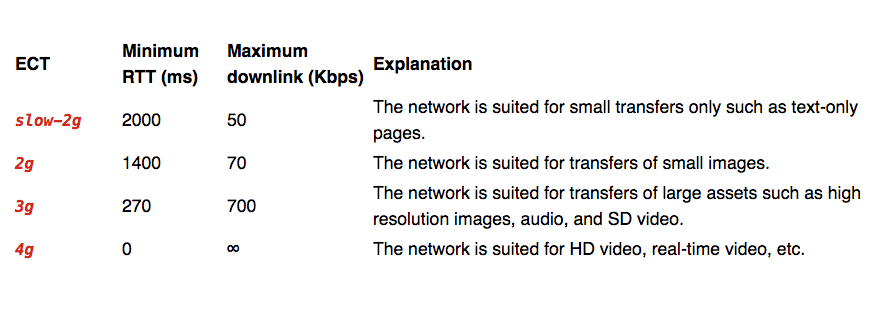 ECT Minimum RTT (ms) Maximum downlink (Kbps) Explanation
slow-2g 2000 50 The network is suited for small transfers only such as text-only
pages.
2g 1400 70 The network is suited for transfers of small images.
3g 270 700 The network is suited for transfers of large assets such as high
resolution images, audio, and SD video.
4g 0 ∞ The network is suited for HD video, real-time video, etc.